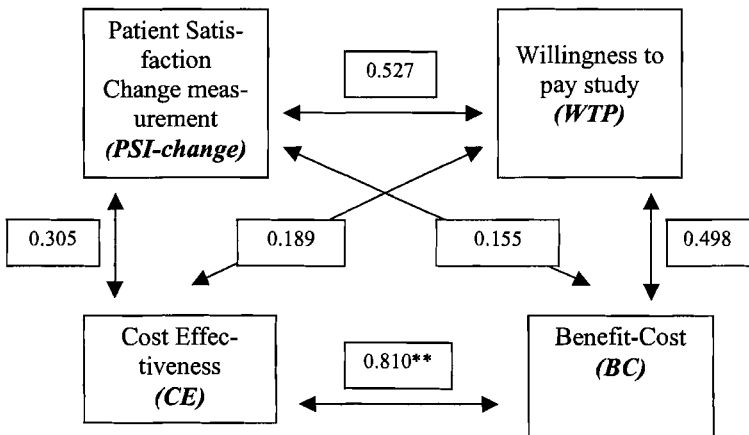 Patient Satis-
faction
Change meas-
urement
(PSI-change)
0.527
Willingness to
pay study
(WTP)
0.305
0.189
0.155
0.498
Cost Effec-
tiveness
(CE)
0.810**
Benefit-Cost
(BC)